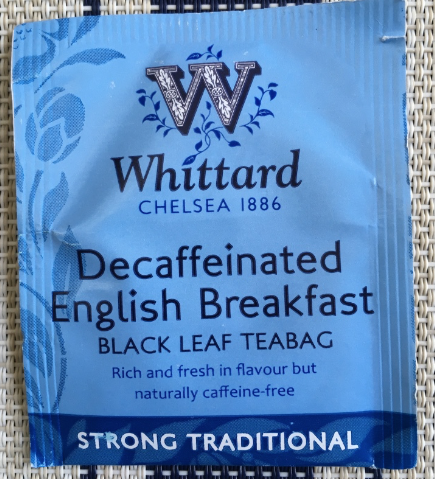 W
Whittard
CHELSEA 1886
Decaffeinated
English Breakfast
BLACK LEAF TEABAG
Rich and fresh in flavour but
naturally caffeine-free
STRONG TRADITIONAL